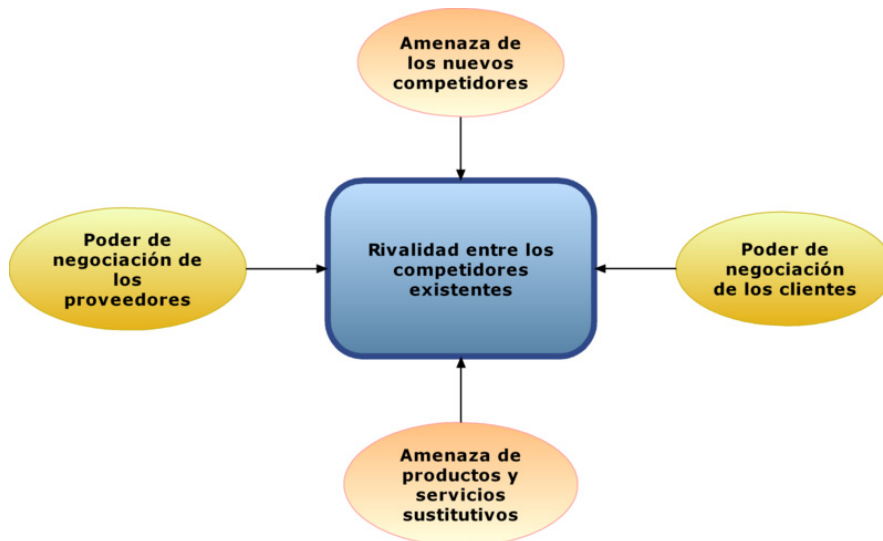 Amenaza de
los nuevos
competidores
Poder de
negociación de
los
proveedores
Rivalidad entre los
competidores
existentes
Poder de
negociación
de los clientes
Amenaza de
productos y
servicios
sustitutivos